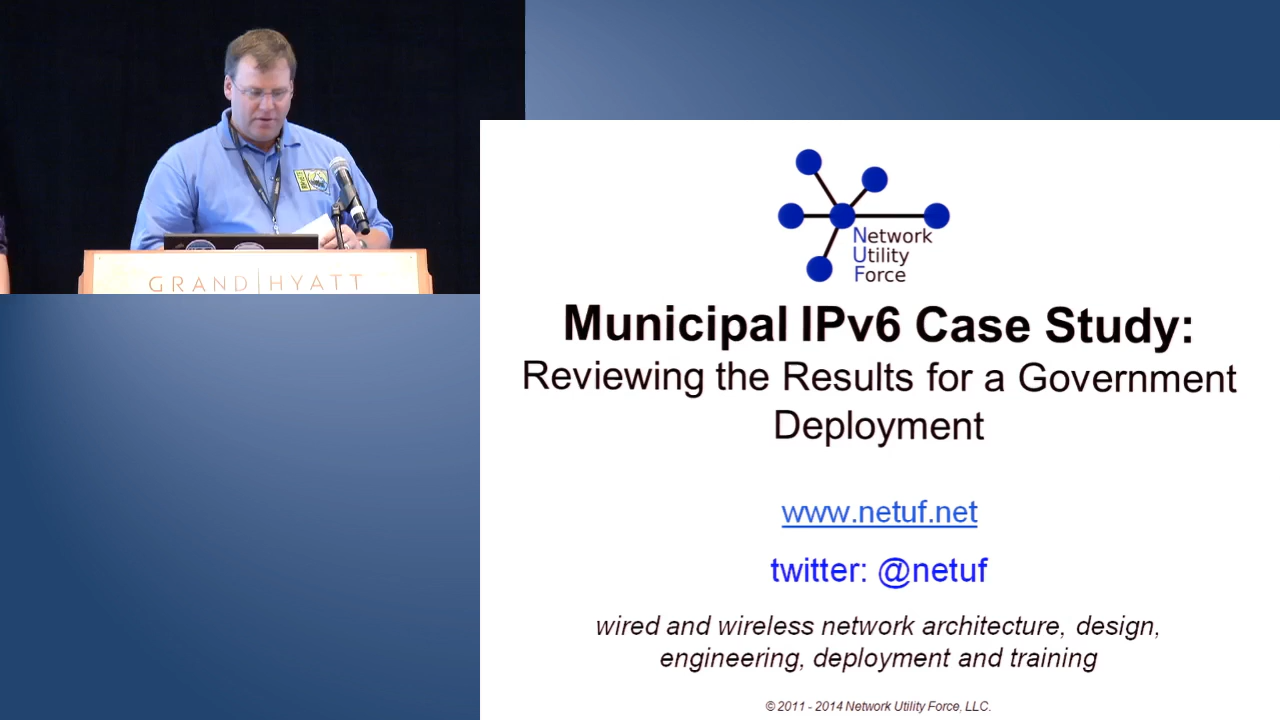 GRAND HYATT
Network
Utility
Force
Municipal IPv6 Case Study:
Reviewing the Results for a Government
Deployment
www.netuf.net
twitter: @netuf
wired and wireless network architecture, design,
engineering, deployment and training
© 2011 - 2014 Network Utility Force, LLC.